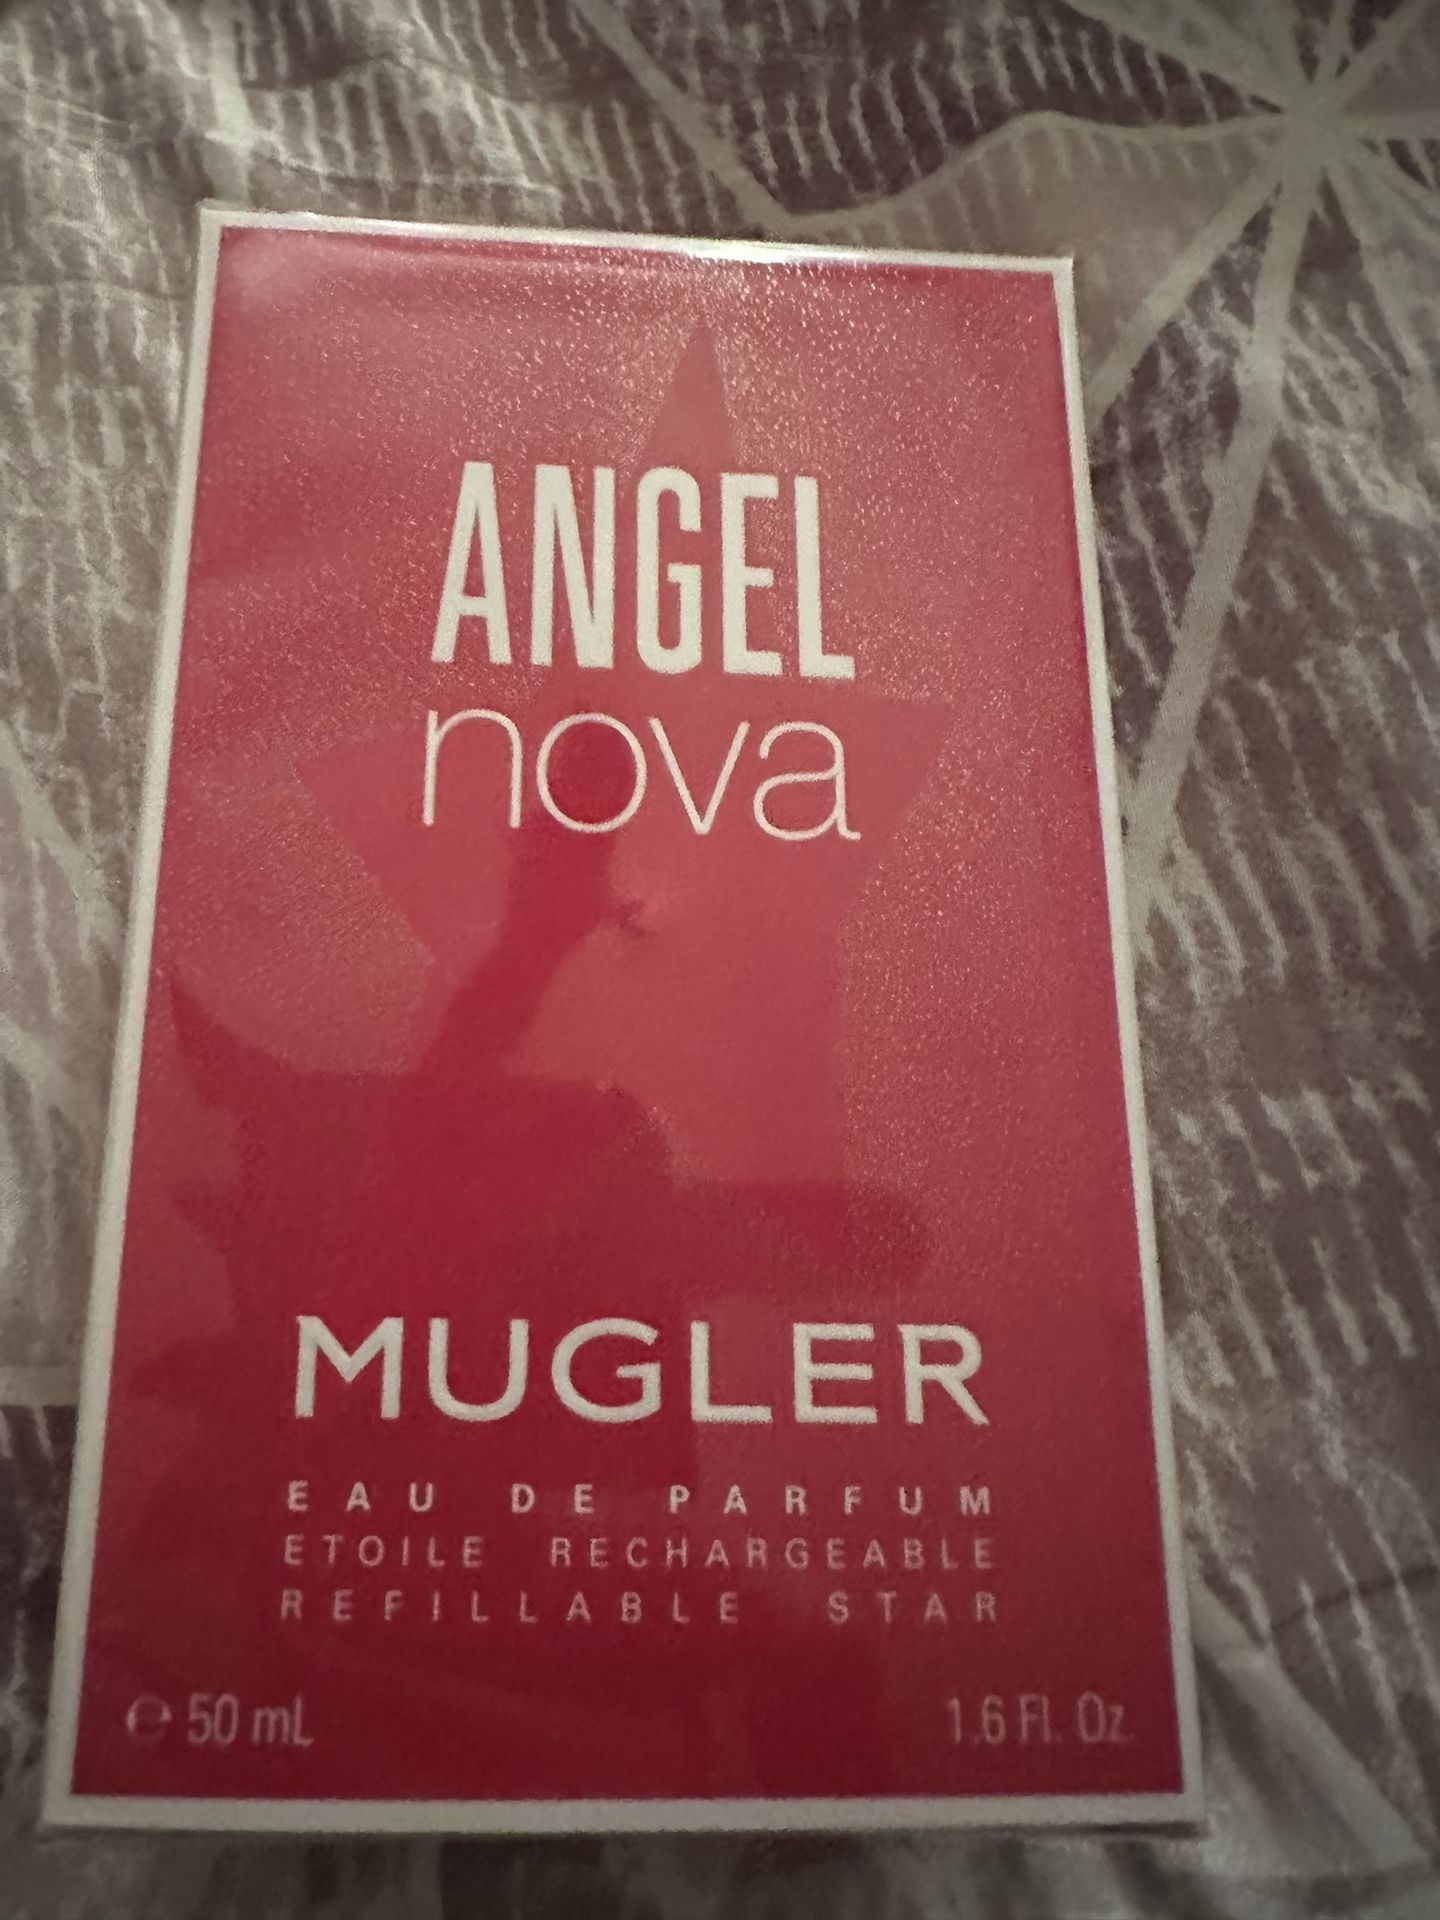 ANGEL
nova
MUGLER
EAU DE PARFUM
ETOILE RECHARGEABLE
REFILLABLE STAR
℮ 50 mL 1.6 Fl. Oz.